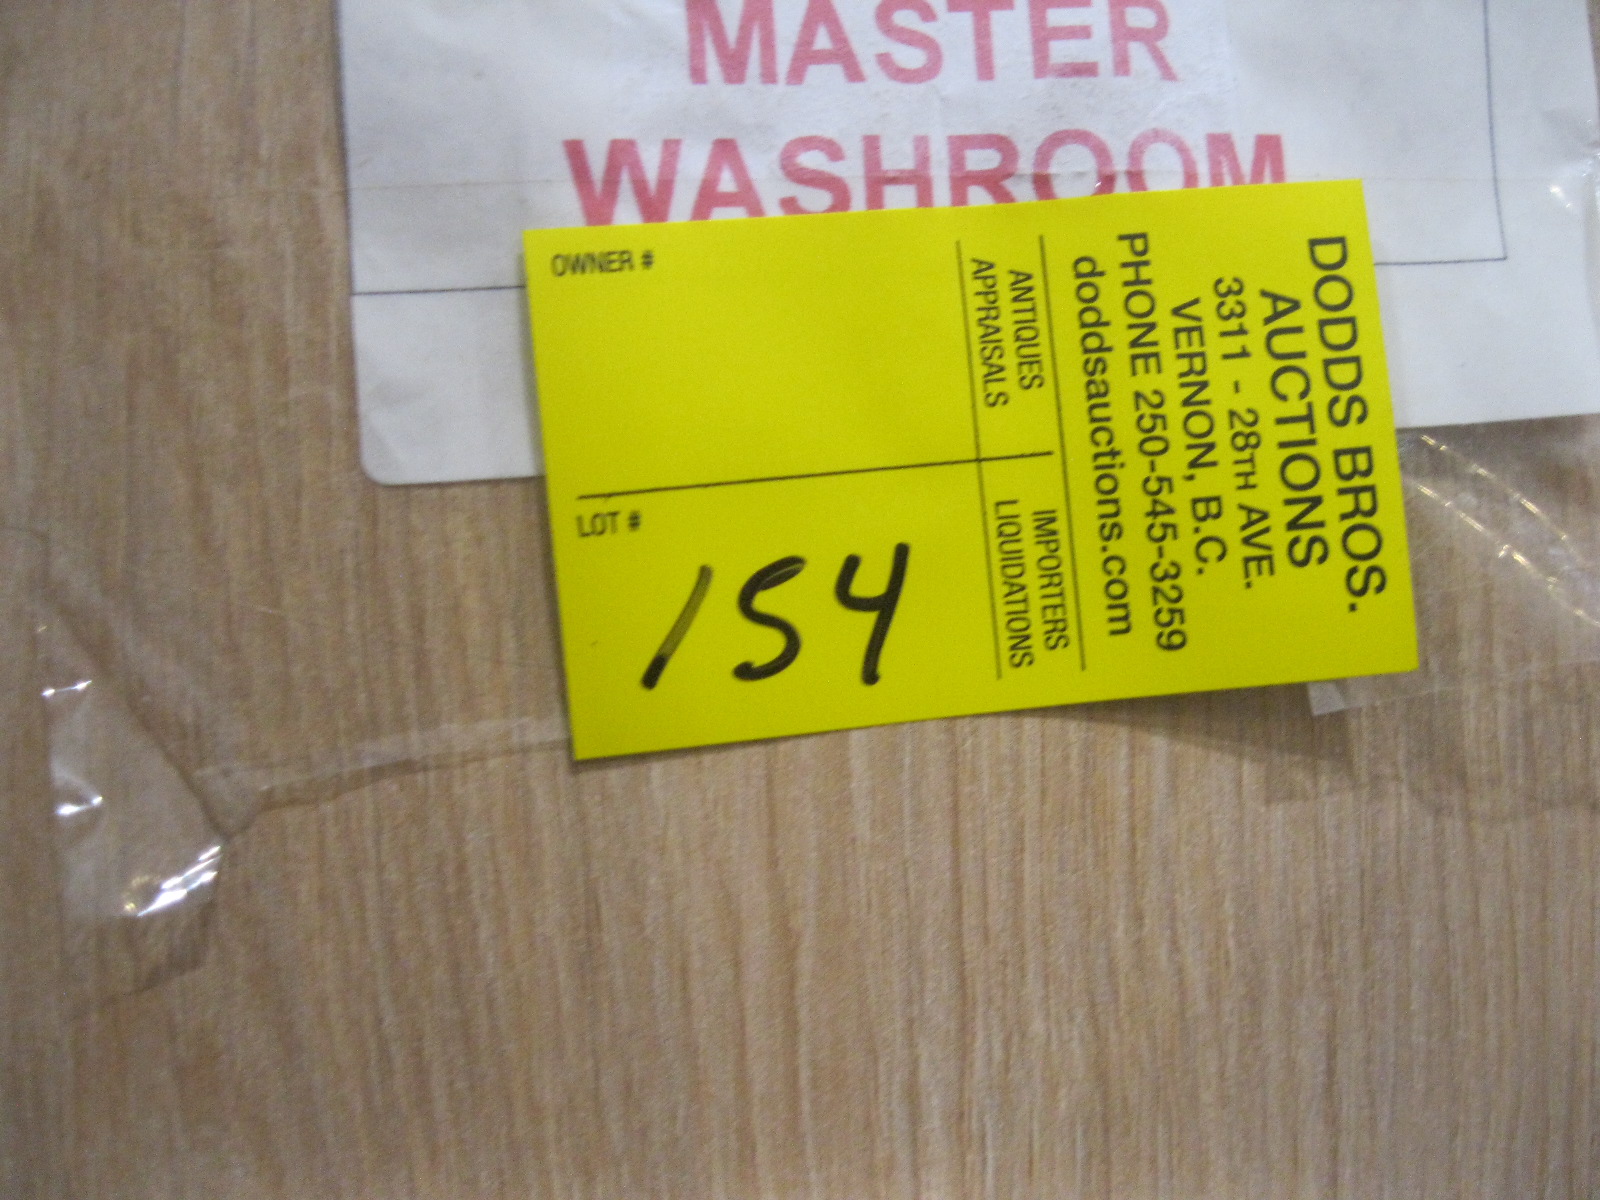 MASTER
WASHROOM
OWNER #
LOT #
154
DODDS BROS.
AUCTIONS
3311 - 28TH AVE.
VERNON, B.C.
PHONE 250-545-3259
doddsauctions.com
ANTIQUES
APPRAISALS
IMPORTERS
LIQUIDATIONS